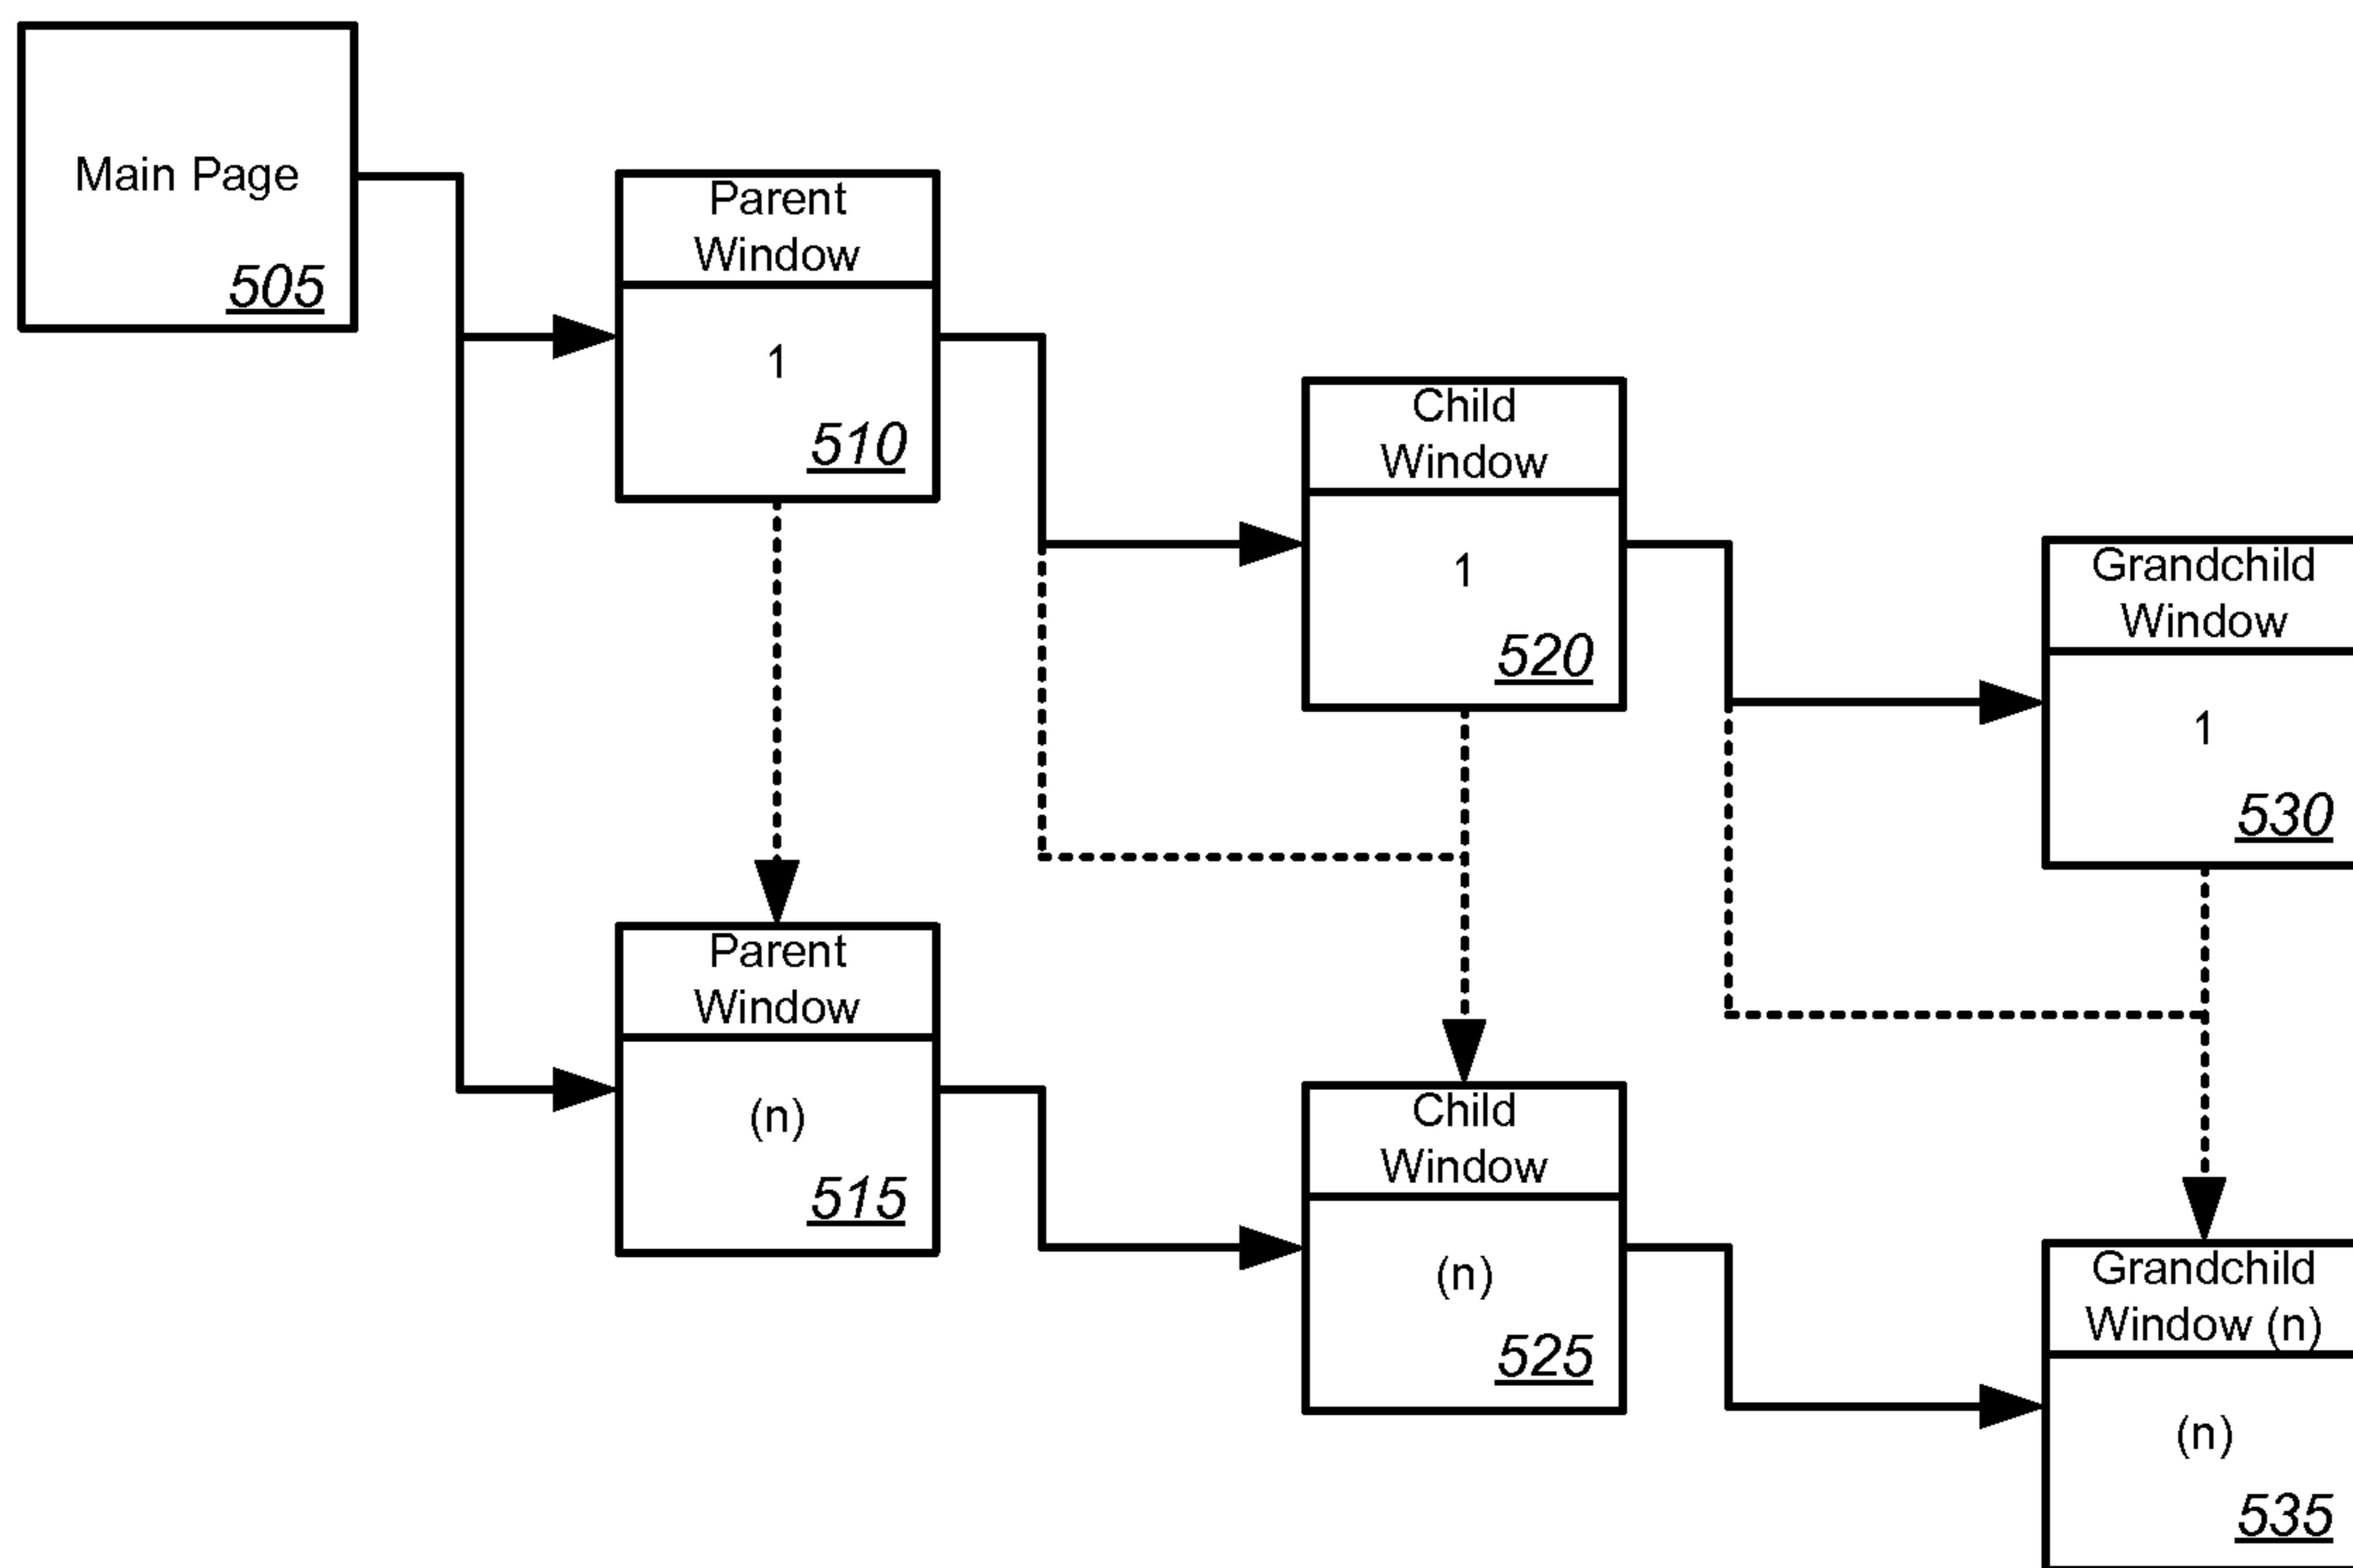 Main Page
505
Parent
Window
1
510
Child
Window
1
520
Grandchild
Window
1
530
Parent
Window
(n)
515
Child
Window
(n)
525
Grandchild
Window (n)
(n)
535